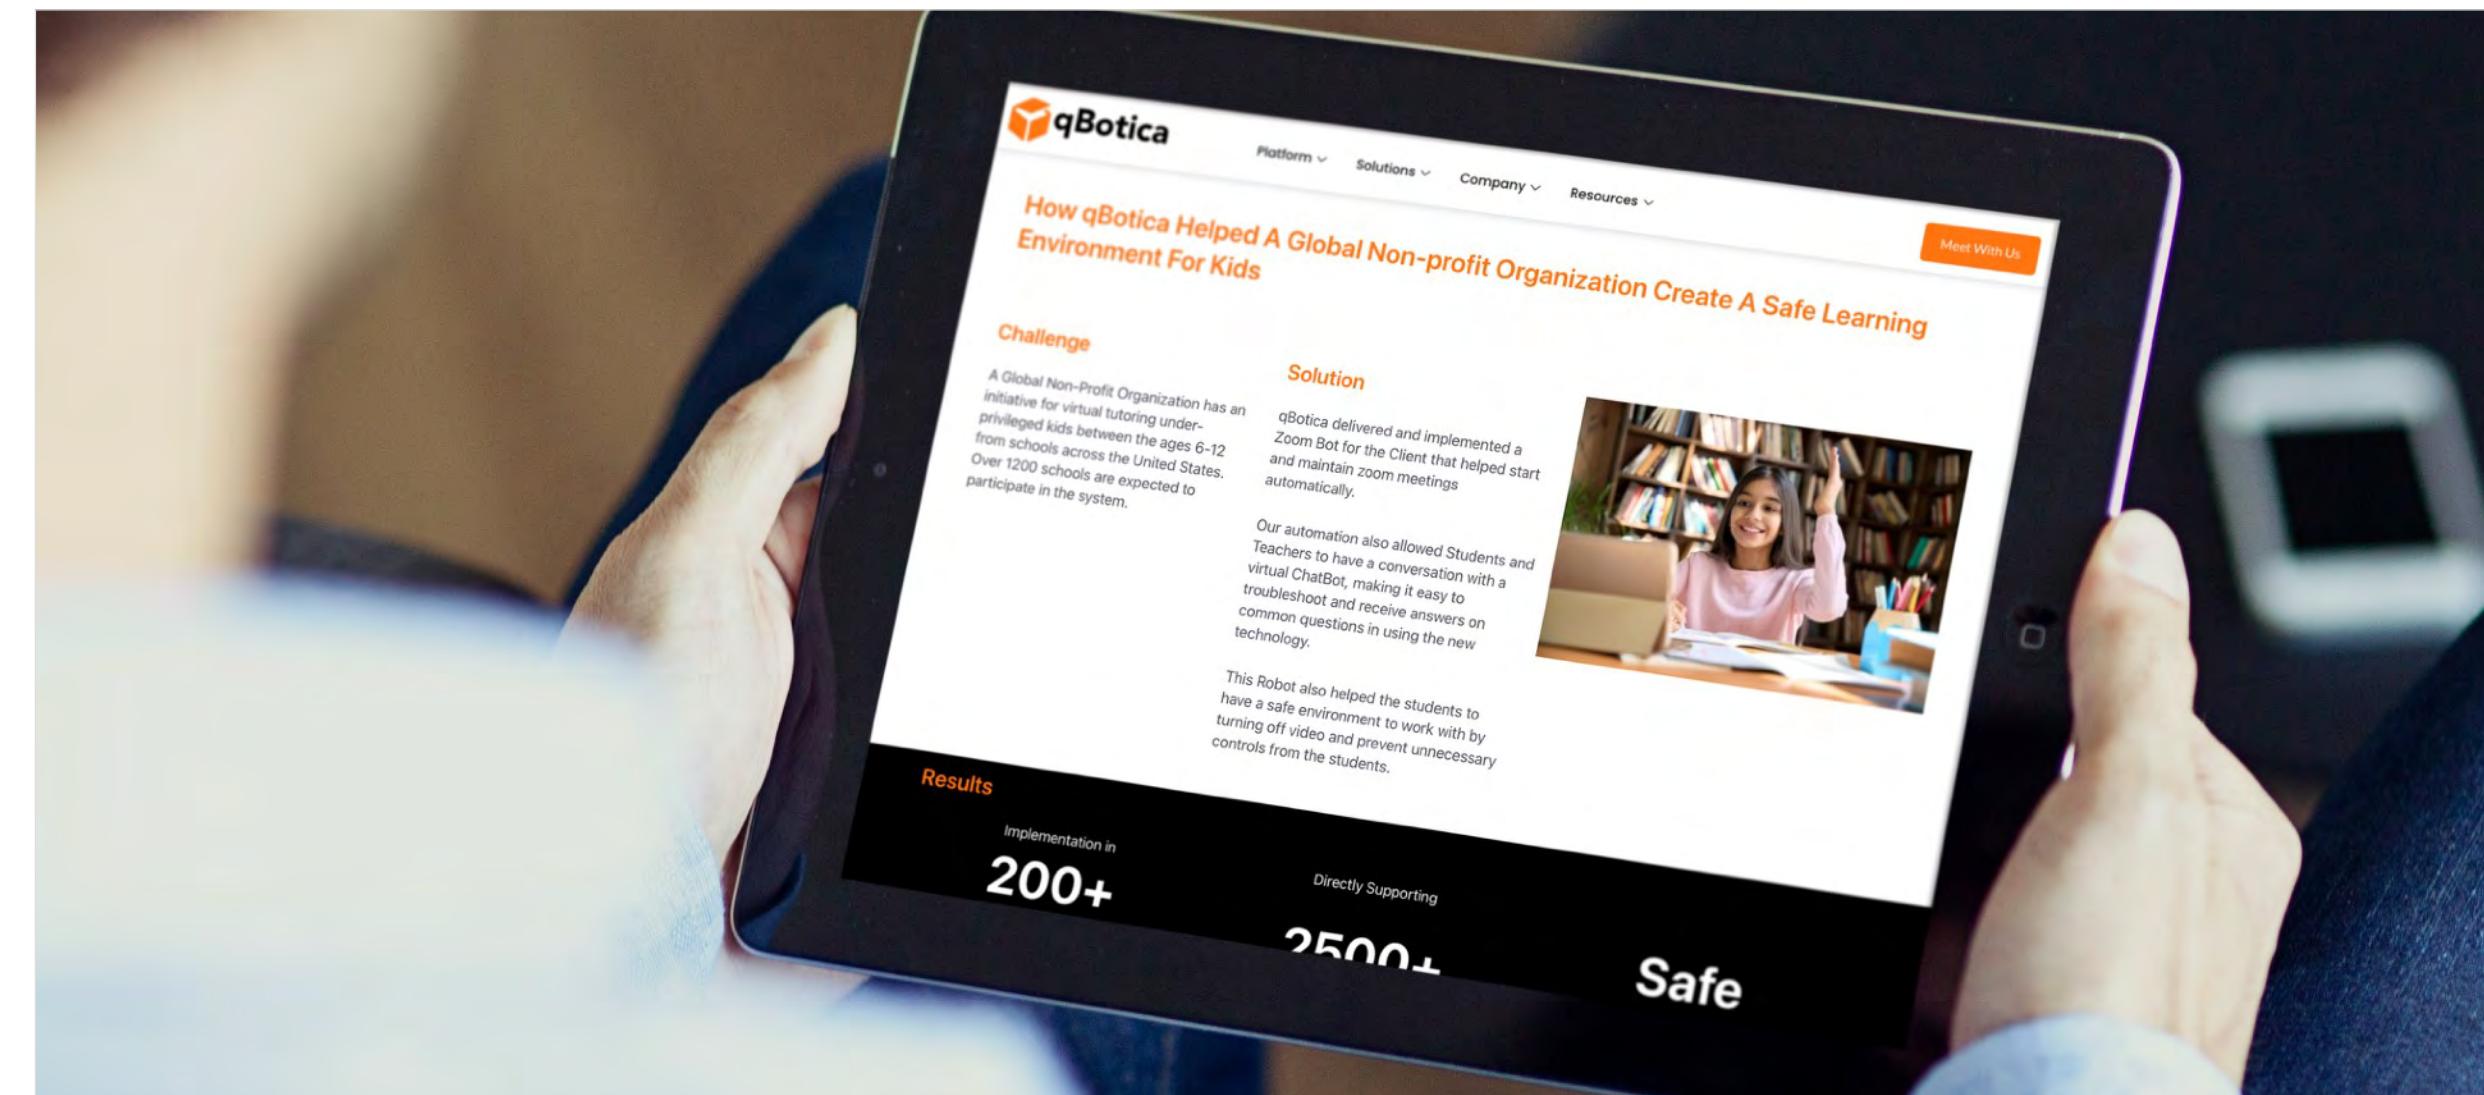 qBotica
Platform
Solutions
Company
Resources
Meet With Us
How qBotica Helped A Global Non-profit Organization Create A Safe Learning
Environment For Kids
Challenge
A Global Non-Profit Organization has an
initiative for virtual tutoring under-
privileged kids between the ages 6-12
from schools across the United States.
Over 1200 schools are expected to
participate in the system.
Solution
qBotica delivered and implemented a
Zoom Bot for the Client that helped start
and maintain zoom meetings
automatically.
Our automation also allowed Students and
Teachers to have a conversation with a
virtual ChatBot, making it easy to
troubleshoot and receive answers on
common questions in using the new
technology.
This Robot also helped the students to
have a safe environment to work with by
turning off video and prevent unnecessary
controls from the students.
Results
Implementation in
200+
Directly Supporting
2500+
Safe